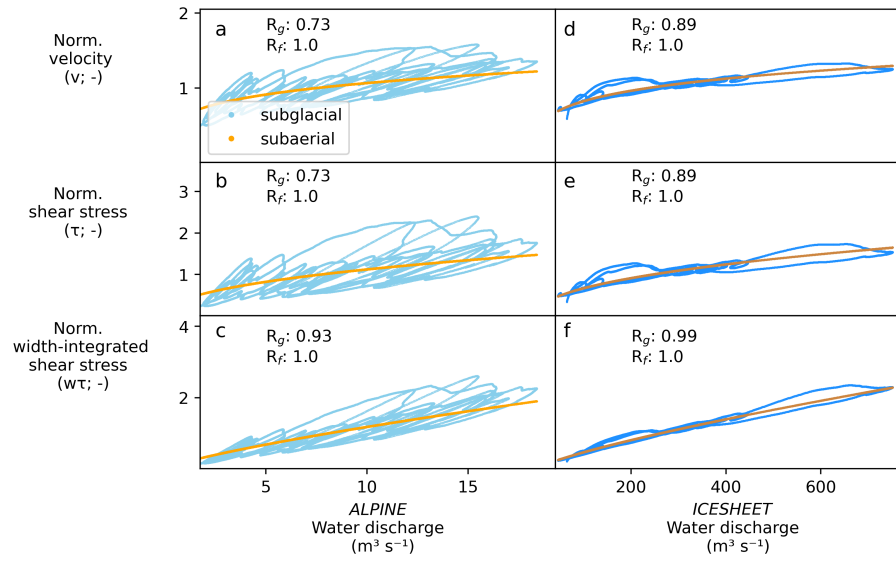 2
Norm.
velocity
(v; -)
1
a
R_g: 0.73
R_f: 1.0
subglacial
subaerial
d
R_g: 0.89
R_f: 1.0
3
Norm.
shear stress
(τ; -)
2
1
b
R_g: 0.73
R_f: 1.0
e
R_g: 0.89
R_f: 1.0
4
Norm.
width-integrated
shear stress
(wτ; -)
2
c
R_g: 0.93
R_f: 1.0
f
R_g: 0.99
R_f: 1.0
5 10 15
200 400 600
ALPINE
Water discharge
(m³ s⁻¹)
ICESHEET
Water discharge
(m³ s⁻¹)